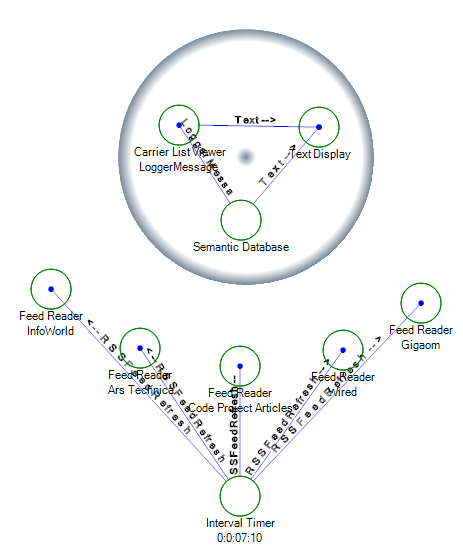 Text-->
Carrier List Viewer
LoggerMessage
Text Display
LoggerMessa
Text-->
Semantic Database
Feed Reader
InfoWorld
Feed Reader
Gigaom
Feed Reader
Ars Technica
Feed Reader
Wired
Feed Reader
Code Project Articles
<--RSSFeedRefresh
<--RSSFeedRefresh
SSFeedRefresh--
RSSFeedRefresh-->
RSSFeedRefresh-->
Interval Timer
0:0:07:10